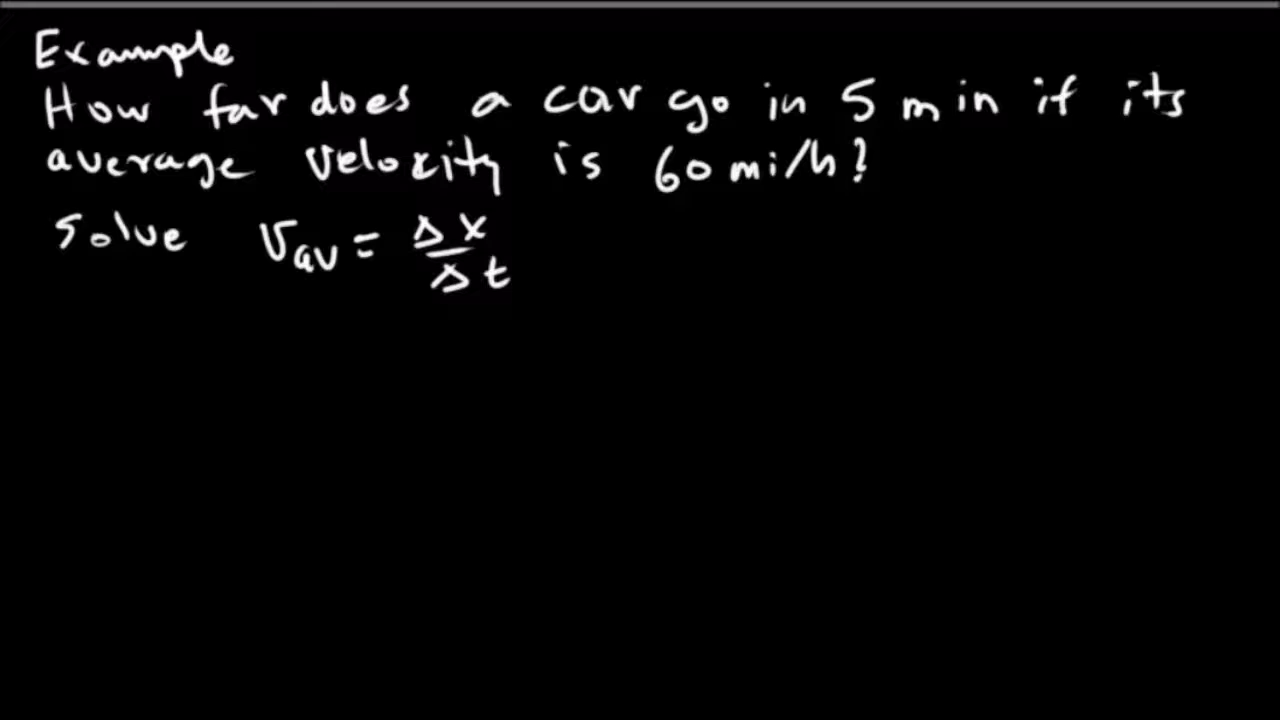 Example
How far does a car go in 5 min if its
average velocity is 60 mi/h?
Solve Vav = Δx/Δt